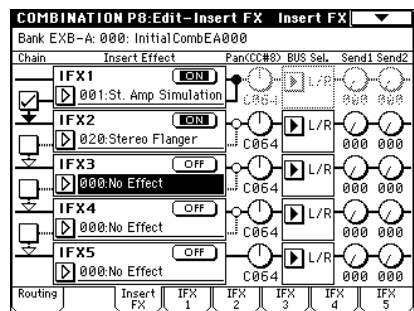 COMBINATION P8:Edit-Insert FX Insert FX
Bank EXB-A: 000: InitialCombEA000
Chain Insert Effect Pan(CC#8) BUS Sel. Send1 Send2
IFX1 ON
001:St. Amp Simulation L/R
C064 000 000
IFX2 ON
020:Stereo Flanger L/R
C064 000 000
IFX3 OFF
000:No Effect L/R
C064 000 000
IFX4 OFF
000:No Effect L/R
C064 000 000
IFX5 OFF
000:No Effect L/R
C064 000 000
Routing Insert FX IFX 1 IFX 2 IFX 3 IFX 4 IFX 5